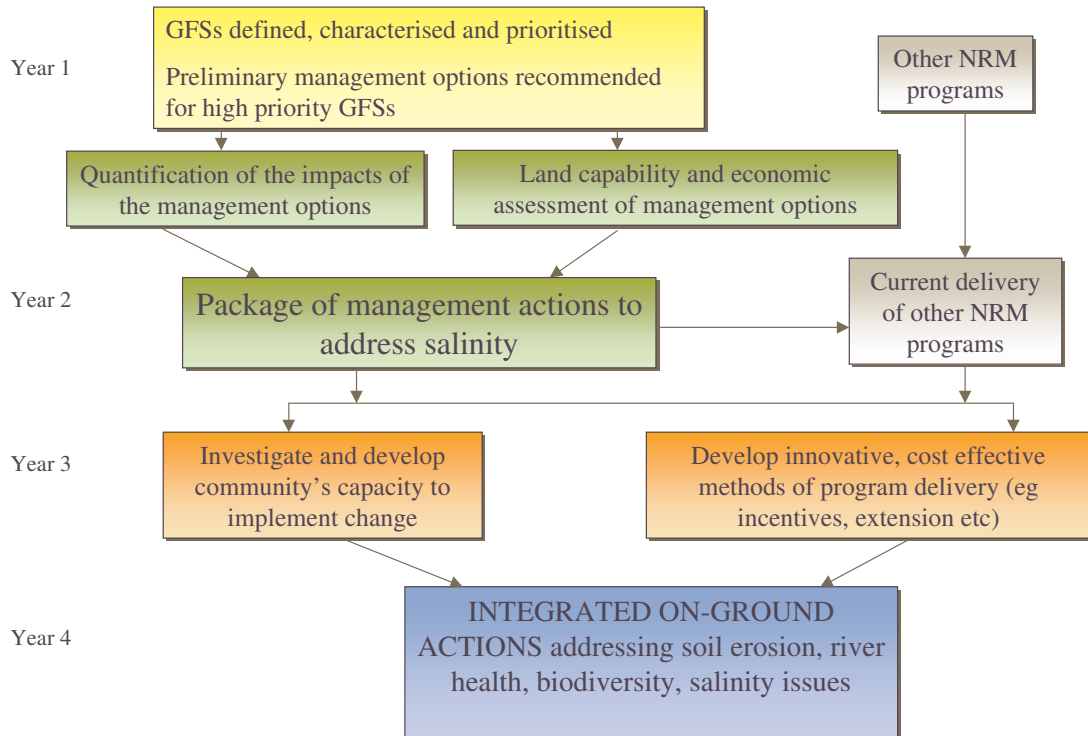 Year 1
GFSs defined, characterised and prioritised
Preliminary management options recommended
for high priority GFSs
Other NRM
programs
Quantification of the impacts of
the management options
Land capability and economic
assessment of management options
Year 2
Package of management actions to
address salinity
Current delivery
of other NRM
programs
Year 3
Investigate and develop
community's capacity to
implement change
Develop innovative, cost effective
methods of program delivery (eg
incentives, extension etc)
Year 4
INTEGRATED ON-GROUND
ACTIONS addressing soil erosion, river
health, biodiversity, salinity issues